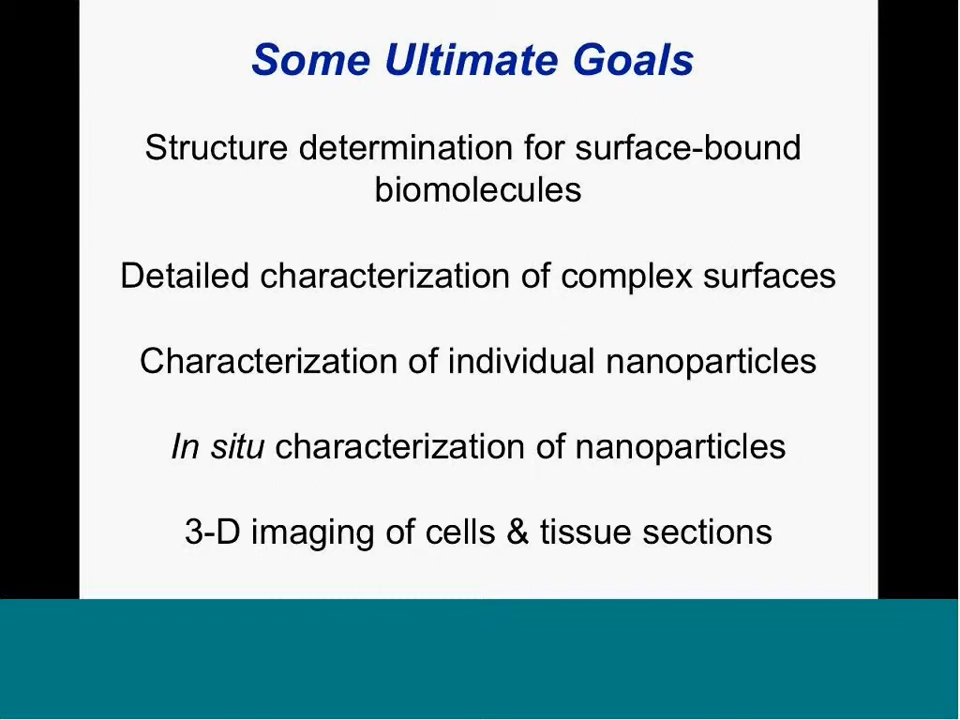 Some Ultimate Goals
Structure determination for surface-bound
biomolecules
Detailed characterization of complex surfaces
Characterization of individual nanoparticles
In situ characterization of nanoparticles
3-D imaging of cells & tissue sections